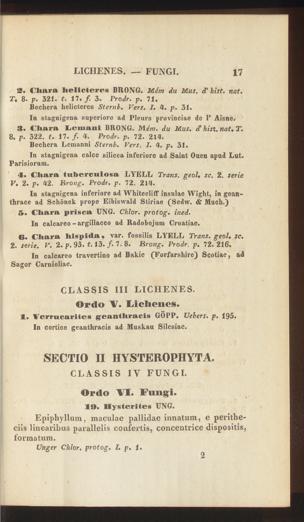 LICHENES. — FUNGI. 17
2. Chara helicteres BRONG. Mém du Mus. d'hist. nat.
T. 8. p. 321. t. 17. f. 3. Prodr. p. 71.
Bechera helicteres Sternb. Vers. I. 4. p. 31.
In stagnigena superiore ad Pleurs provinciae de l' Aisne.
3. Chara Lemani BRONG. Mém. du Mus. d'hist. nat. T.
8. p. 322. t. 17. f. 4. Prodr. p. 72. 214.
Bechera Lemanni Sternb. Vers. I. 4. p. 31.
In stagnigena calce silicea inferiore ad Saint Ouen apud Lut.
Parisiorum.
4. Chara tuberculosa LYELL Trans. geol. sc. 2. serie
V. 2. p. 42. Brong. Prodr. p. 72. 214.
In stagnigena inferiore ad Whitecliff insulae Wight, in gean-
thrace ad Schönek prope Eibiswald Stiriae (Sedw. & Much.)
5. Chara prisca UNG. Chlor. protog. ined.
In calcareo-argillaceo ad Radobojum Croatiae.
6. Chara hispida, var. fossilis LYELL Trans. geol. sc.
2. serie. V. 2. p. 93. t. 13. f. 7. 8. Brong. Prodr. p. 72. 216.
In calcareo travertino ad Bakie (Forfarshire) Scotiae, ad
Sagor Carnioliae.
CLASSIS III LICHENES.
Ordo V. Lichenes.
1. Verrucarites geanthracis GÖPP. Uebers. p. 195.
In cortice geanthracis ad Muskau Silesiae.
SECTIO II HYSTEROPHYTA.
CLASSIS IV FUNGI.
Ordo VI. Fungi.
19. Hysterites UNG.
Epiphyllum, maculae pallidae innatum, e perithe-
ciis linearibus parallelis confertis, concentrice dispositis,
formatum.
Unger Chlor. protog. I. p. 1.
2